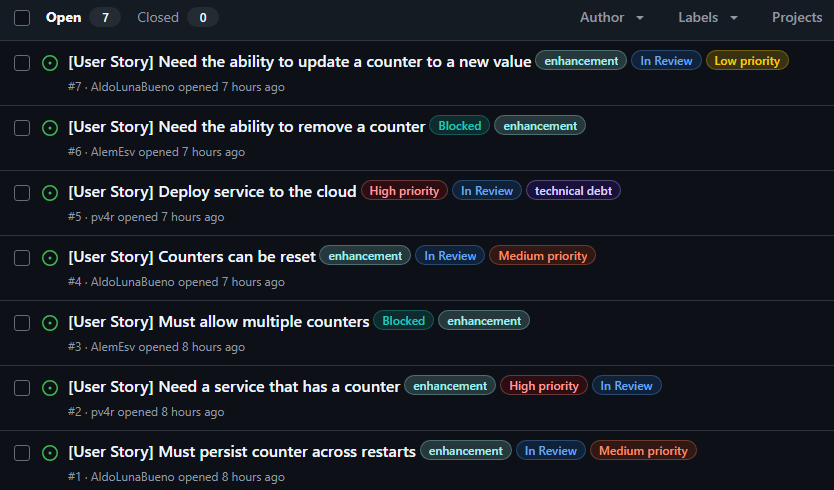 Open 7 Closed 0 Author Labels Projects
[User Story] Need the ability to update a counter to a new value enhancement In Review Low priority
#7 · AldoLunaBueno opened 7 hours ago
[User Story] Need the ability to remove a counter Blocked enhancement
#6 · AlemEsv opened 7 hours ago
[User Story] Deploy service to the cloud High priority In Review technical debt
#5 · pv4r opened 7 hours ago
[User Story] Counters can be reset enhancement In Review Medium priority
#4 · AldoLunaBueno opened 7 hours ago
[User Story] Must allow multiple counters Blocked enhancement
#3 · AlemEsv opened 8 hours ago
[User Story] Need a service that has a counter enhancement High priority In Review
#2 · pv4r opened 8 hours ago
[User Story] Must persist counter across restarts enhancement In Review Medium priority
#1 · AldoLunaBueno opened 8 hours ago